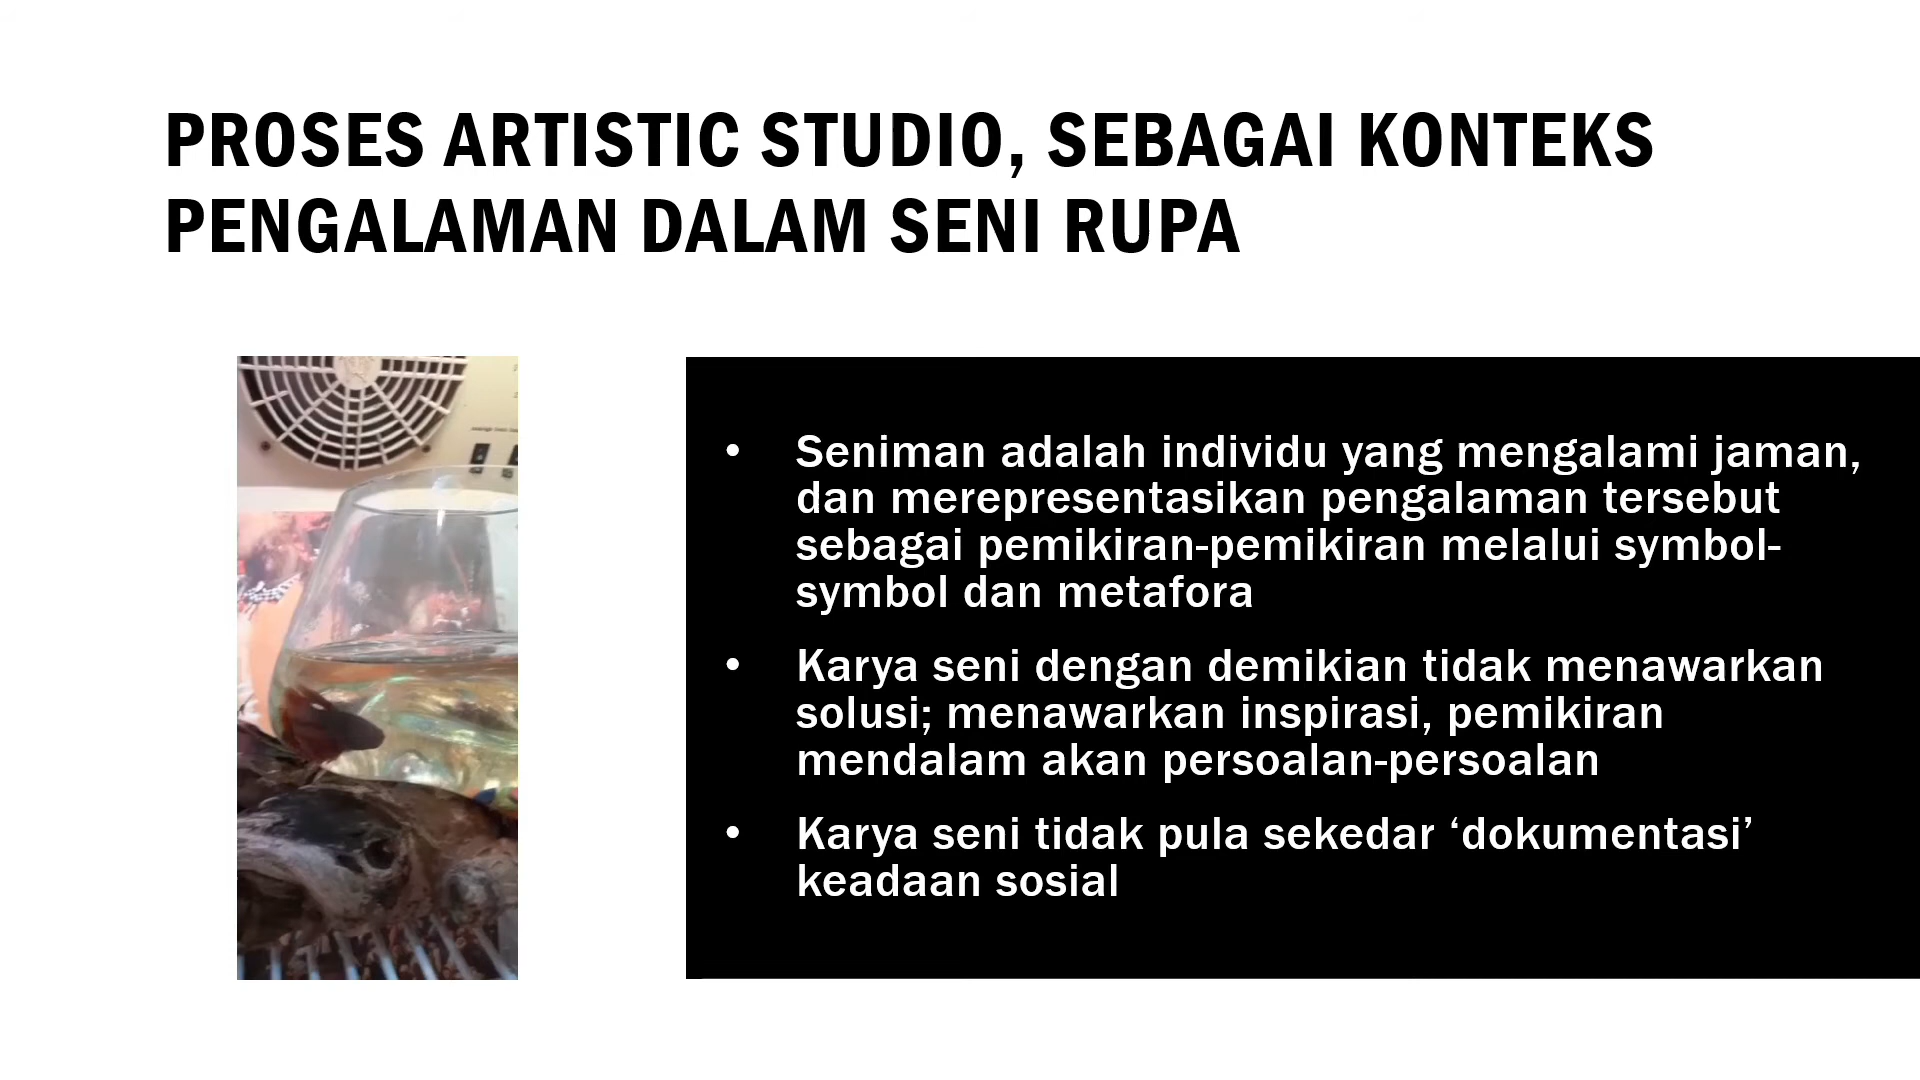 PROSES ARTISTIC STUDIO, SEBAGAI KONTEKS
PENGALAMAN DALAM SENI RUPA
• Seniman adalah individu yang mengalami jaman,
dan merepresentasikan pengalaman tersebut
sebagai pemikiran-pemikiran melalui symbol-
symbol dan metafora
• Karya seni dengan demikian tidak menawarkan
solusi; menawarkan inspirasi, pemikiran
mendalam akan persoalan-persoalan
• Karya seni tidak pula sekedar ‘dokumentasi’
keadaan sosial